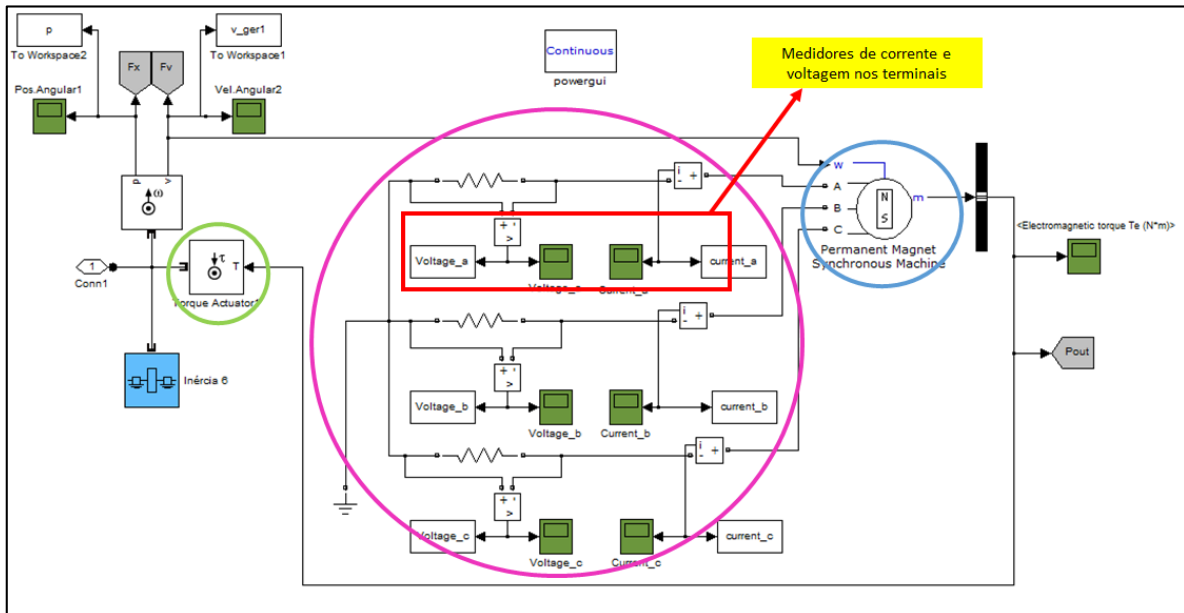 p
To Workspace2
v_ger1
To Workspace1
Continuous
powergui
Medidores de corrente e
voltagem nos terminais
Fx
Fv
Pos.Angular1
Vel.Angular2
p
v
ω
i
- +
w
A
B
C
N
S
m
Permanent Magnet
Synchronous Machine
<Electromagnetic torque Te (N*m)>
1
Conn1
τ
T
Torque Actuator1
+ -
v
Voltage_a
current_a
i
- +
Inércia 6
+ -
v
Voltage_b
Voltage_b
Current_b
current_b
Pout
i
- +
+ -
v
Voltage_c
Voltage_c
Current_c
current_c